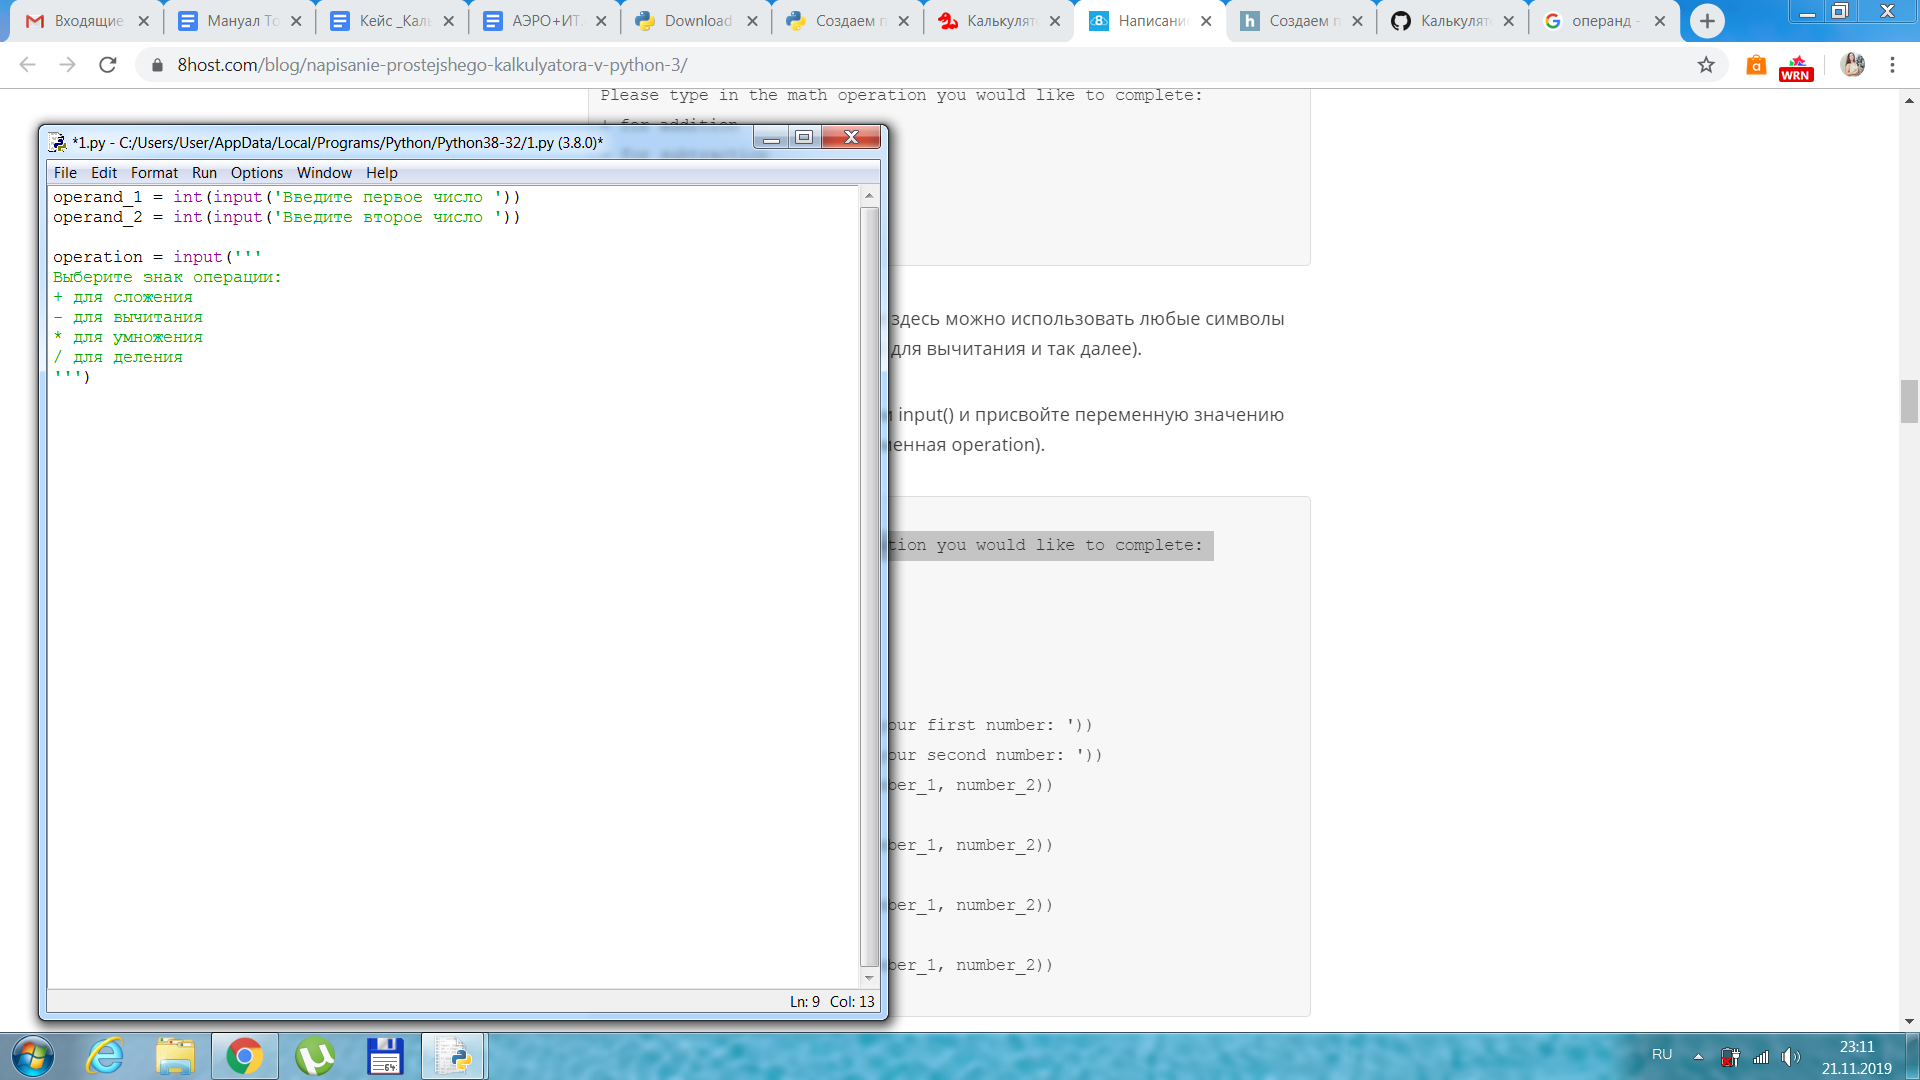 Входящие
Мануал To
Кейс _Кал
АЭРО+ИТ.
Download
Создаем п
Калькулят
Написани
Создаем п
Калькулят
операнд -
8host.com/blog/napisanie-prostejshego-kalkulyatora-v-python-3/
WRN
Please type in the math operation you would like to complete:
*1.py - C:/Users/User/AppData/Local/Programs/Python/Python38-32/1.py (3.8.0)*
File Edit Format Run Options Window Help
operand_1 = int(input('Введите первое число '))
operand_2 = int(input('Введите второе число '))
operation = input('''
Выберите знак операции:
+ для сложения
- для вычитания
* для умножения
/ для деления
''')
Ln: 9 Col: 13
здесь можно использовать любые символы
для вычитания и так далее).
input() и присвойте переменную значению
менная operation).
tion you would like to complete:
our first number: '))
our second number: '))
ber_1, number_2))
ber_1, number_2))
ber_1, number_2))
ber_1, number_2))
64
RU
23:11
21.11.2019